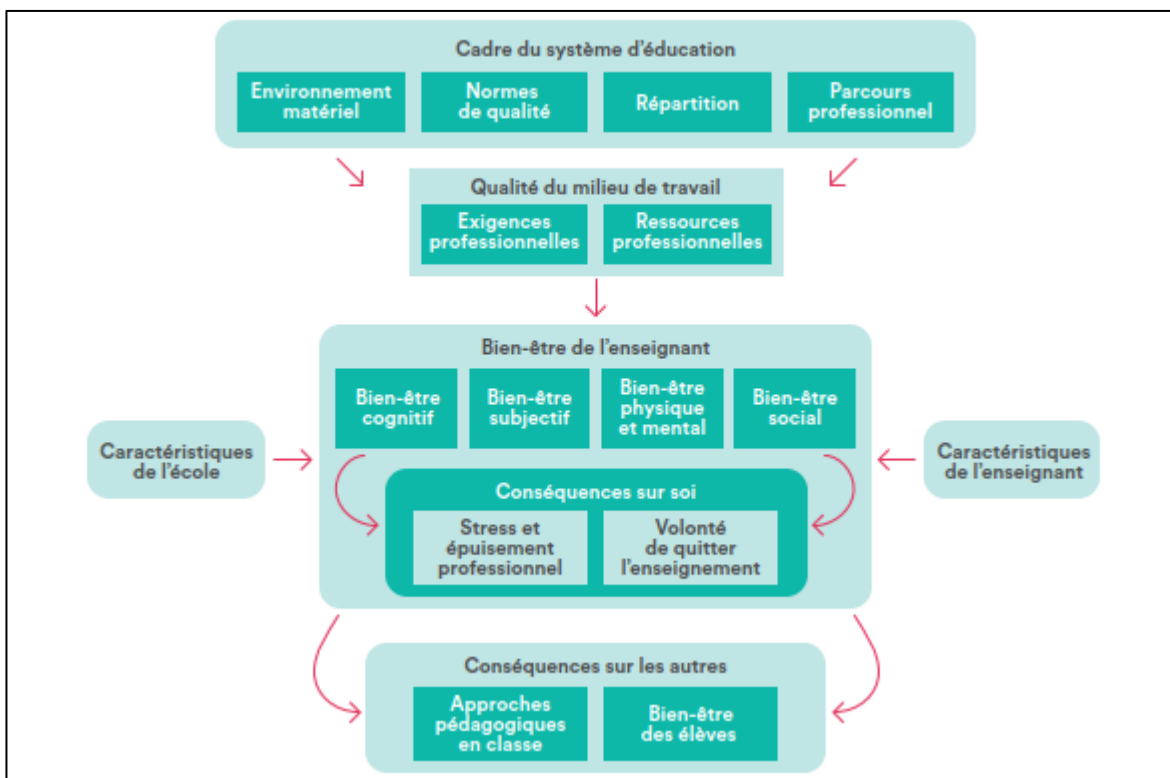 Cadre du système d'éducation
Environnement
matériel
Normes
de qualité
Répartition
Parcours
professionnel
Qualité du milieu de travail
Exigences
professionnelles
Ressources
professionnelles
Bien-être de l'enseignant
Bien-être
cognitif
Bien-être
subjectif
Bien-être
physique
et mental
Bien-être
social
Caractéristiques
de l'école
Caractéristiques
de l'enseignant
Conséquences sur soi
Stress et
épuisement
professionnel
Volonté
de quitter
l'enseignement
Conséquences sur les autres
Approches
pédagogiques
en classe
Bien-être
des élèves